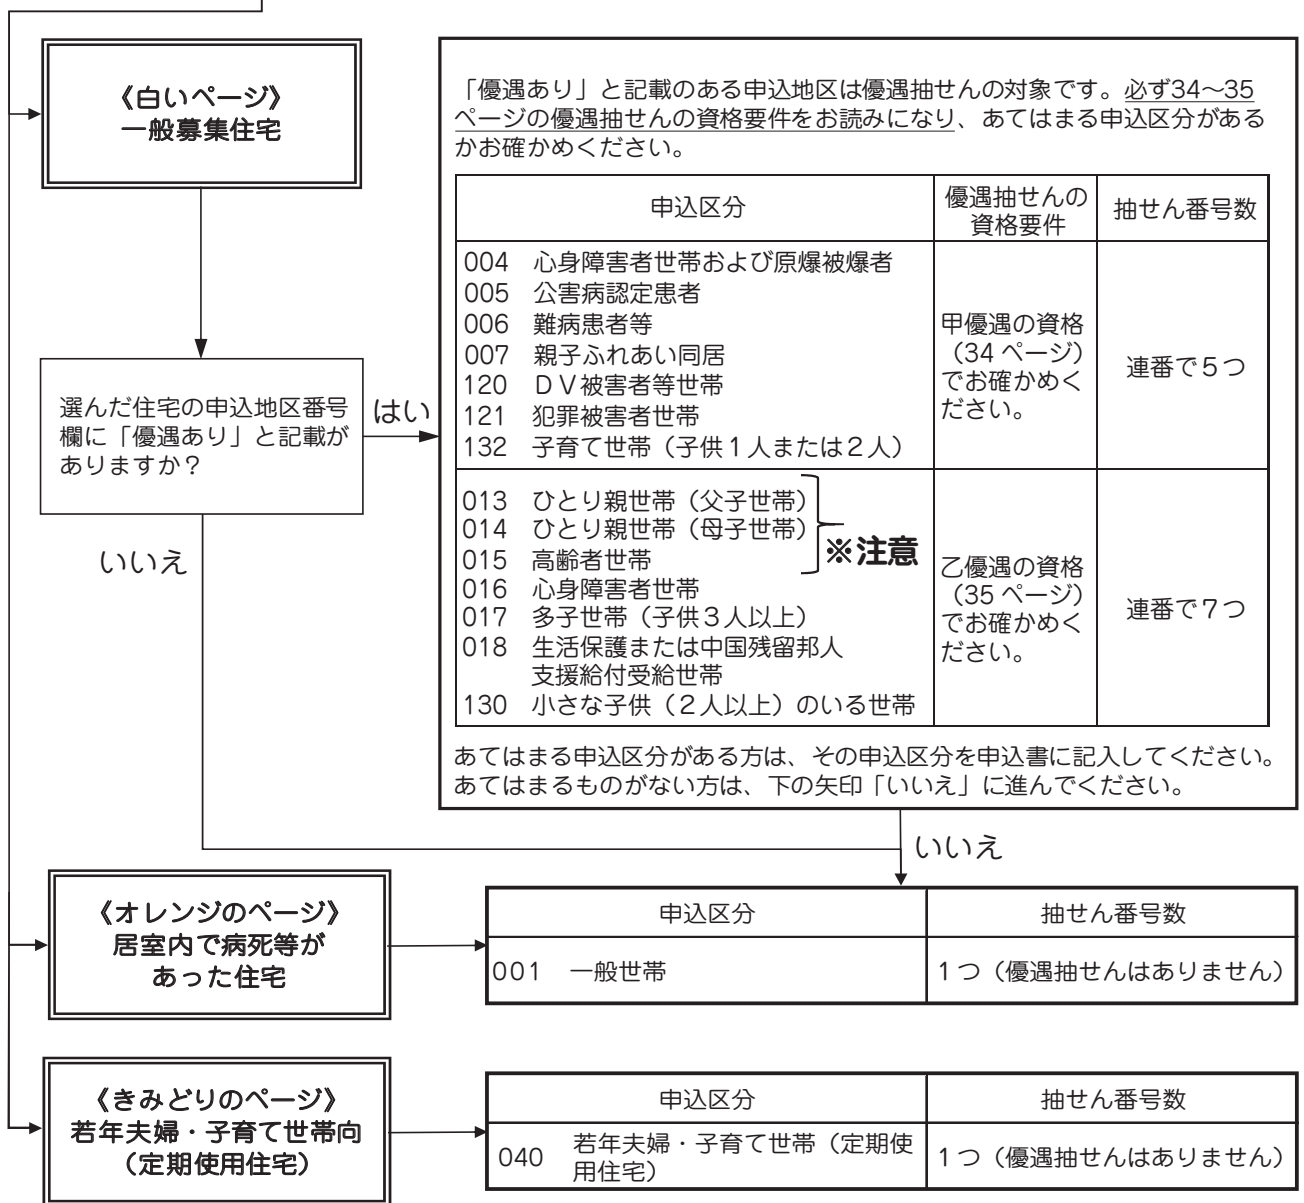 《白いページ》
一般募集住宅
「優遇あり」と記載のある申込地区は優遇抽せんの対象です。必ず34〜35
ページの優遇抽せんの資格要件をお読みになり、あてはまる申込区分がある
かお確かめください。
申込区分
優遇抽せんの
資格要件
抽せん番号数
004 心身障害者世帯および原爆被爆者
005 公害病認定患者
006 難病患者等
007 親子ふれあい同居
120 ＤＶ被害者等世帯
121 犯罪被害者世帯
132 子育て世帯（子供１人または２人）
甲優遇の資格
（34 ページ）
でお確かめく
ださい。
連番で５つ
選んだ住宅の申込地区番号
欄に「優遇あり」と記載が
ありますか？
はい
いいえ
013 ひとり親世帯（父子世帯）
014 ひとり親世帯（母子世帯）
015 高齢者世帯
※注意
016 心身障害者世帯
017 多子世帯（子供３人以上）
018 生活保護または中国残留邦人
支援給付受給世帯
130 小さな子供（２人以上）のいる世帯
乙優遇の資格
（35 ページ）
でお確かめく
ださい。
連番で７つ
あてはまる申込区分がある方は、その申込区分を申込書に記入してください。
あてはまるものがない方は、下の矢印「いいえ」に進んでください。
いいえ
《オレンジのページ》
居室内で病死等が
あった住宅
申込区分
抽せん番号数
001 一般世帯
１つ（優遇抽せんはありません）
《きみどりのページ》
若年夫婦・子育て世帯向
（定期使用住宅）
申込区分
抽せん番号数
040 若年夫婦・子育て世帯（定期使
用住宅）
１つ（優遇抽せんはありません）